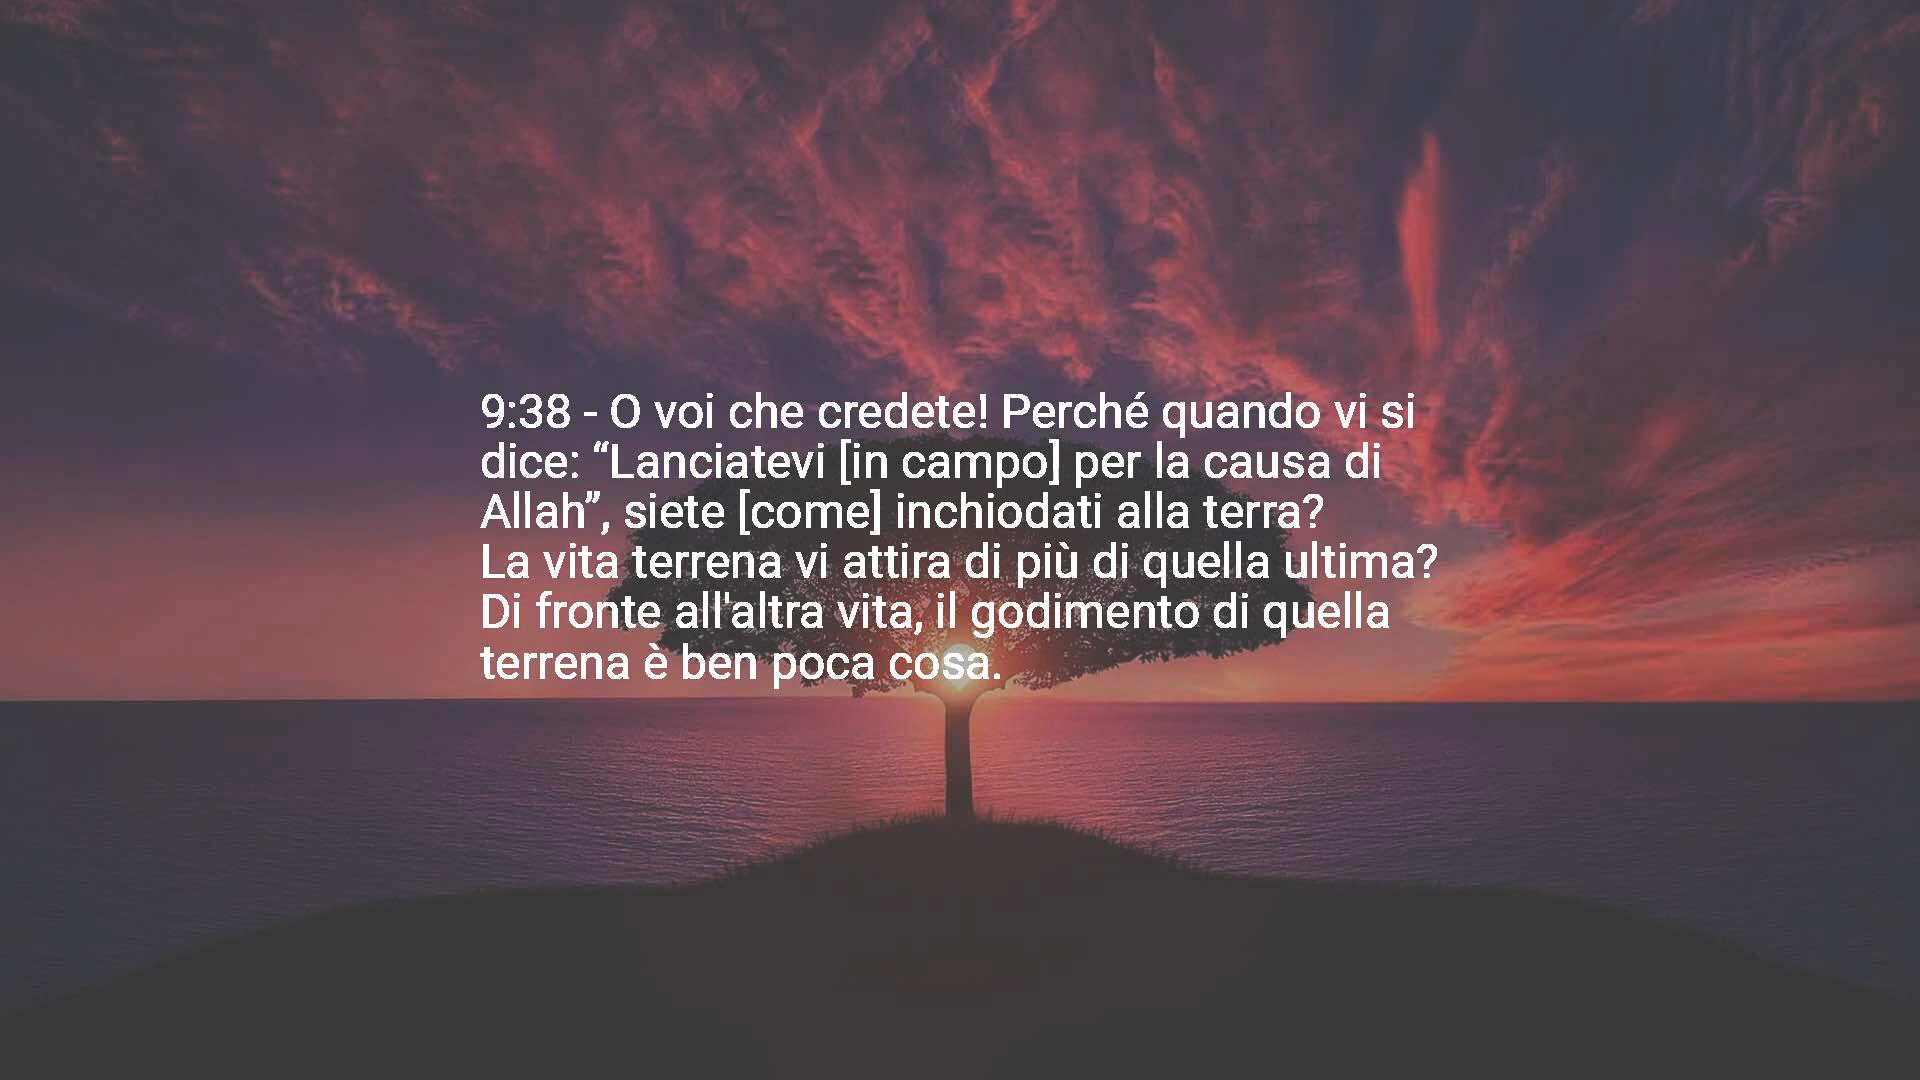 9:38 - O voi che credete! Perché quando vi si
dice: “Lanciatevi [in campo] per la causa di
Allah”, siete [come] inchiodati alla terra?
La vita terrena vi attira di più di quella ultima?
Di fronte all'altra vita, il godimento di quella
terrena è ben poca cosa.